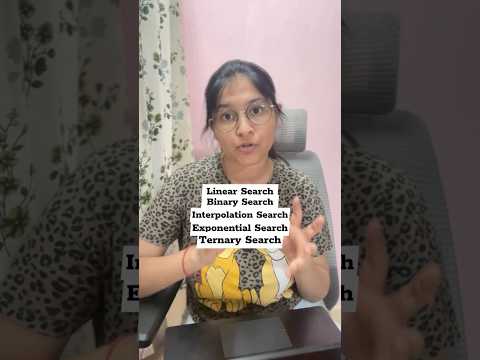 Linear Search
Binary Search
Interpolation Search
Exponential Search
Ternary Search